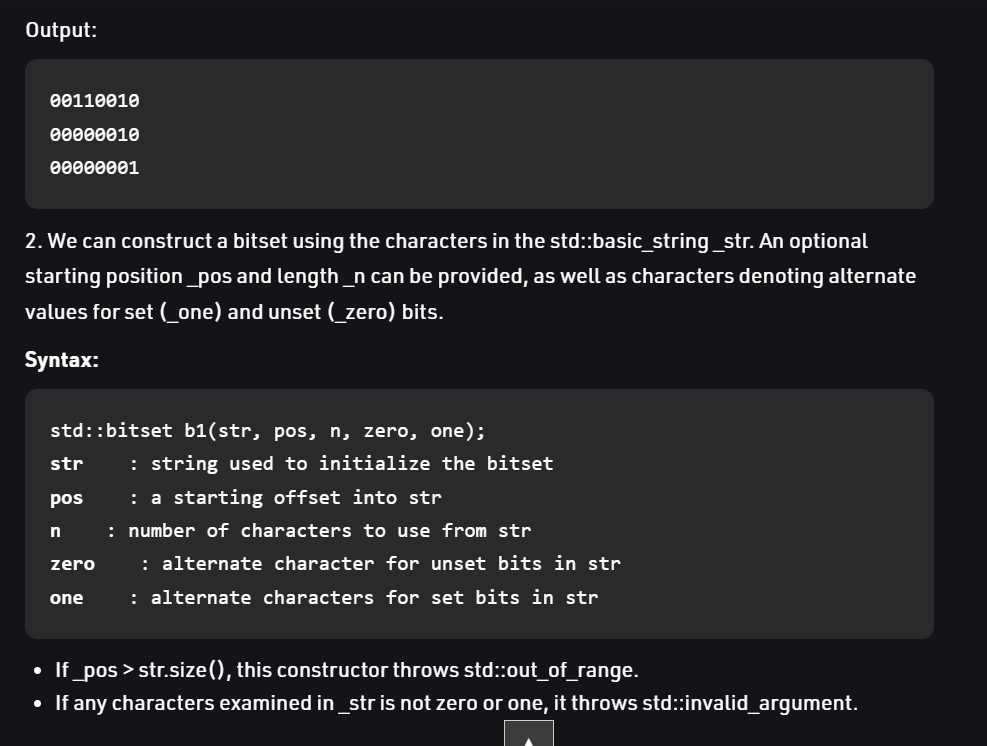 Output:
00110010
00000010
00000001
2. We can construct a bitset using the characters in the std::basic_string _str. An optional
starting position _pos and length _n can be provided, as well as characters denoting alternate
values for set (_one) and unset (_zero) bits.
Syntax:
std::bitset b1(str, pos, n, zero, one);
str    : string used to initialize the bitset
pos    : a starting offset into str
n    : number of characters to use from str
zero    : alternate character for unset bits in str
one    : alternate characters for set bits in str
• If _pos > str.size(), this constructor throws std::out_of_range.
• If any characters examined in _str is not zero or one, it throws std::invalid_argument.